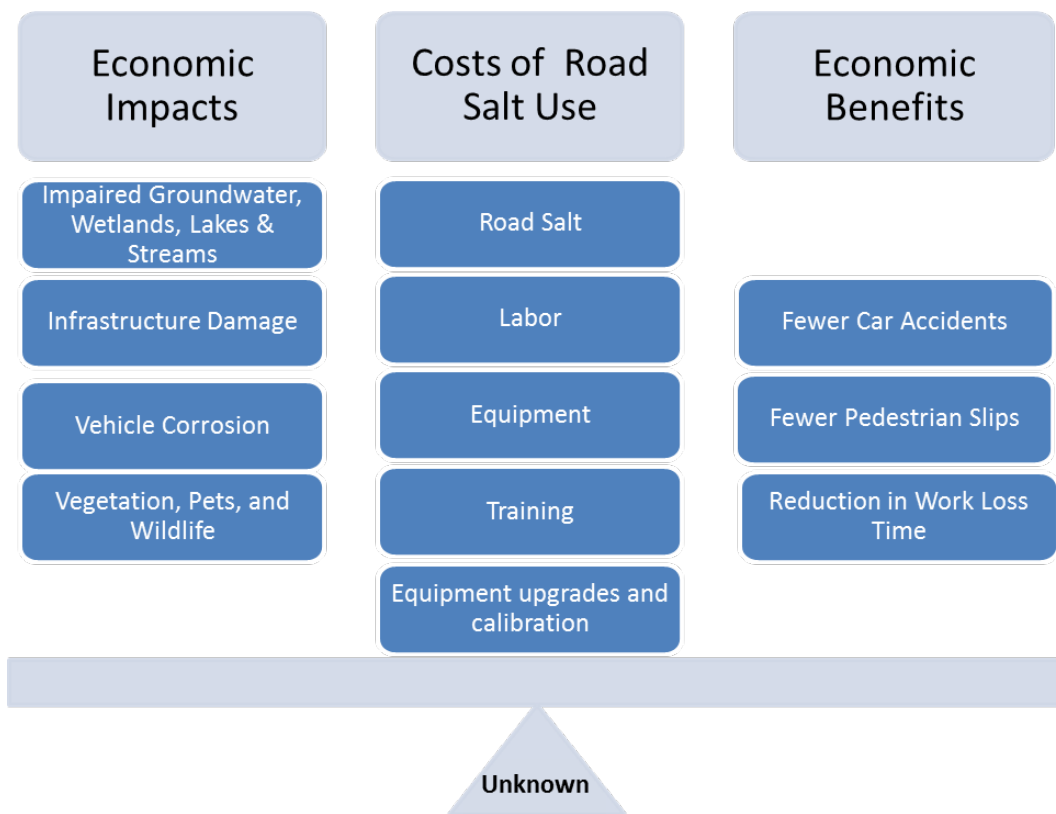 Economic
Impacts
Costs of Road
Salt Use
Economic
Benefits
Impaired Groundwater,
Wetlands, Lakes &
Streams
Infrastructure Damage
Vehicle Corrosion
Vegetation, Pets, and
Wildlife
Road Salt
Labor
Equipment
Training
Equipment upgrades and
calibration
Fewer Car Accidents
Fewer Pedestrian Slips
Reduction in Work Loss
Time
Unknown